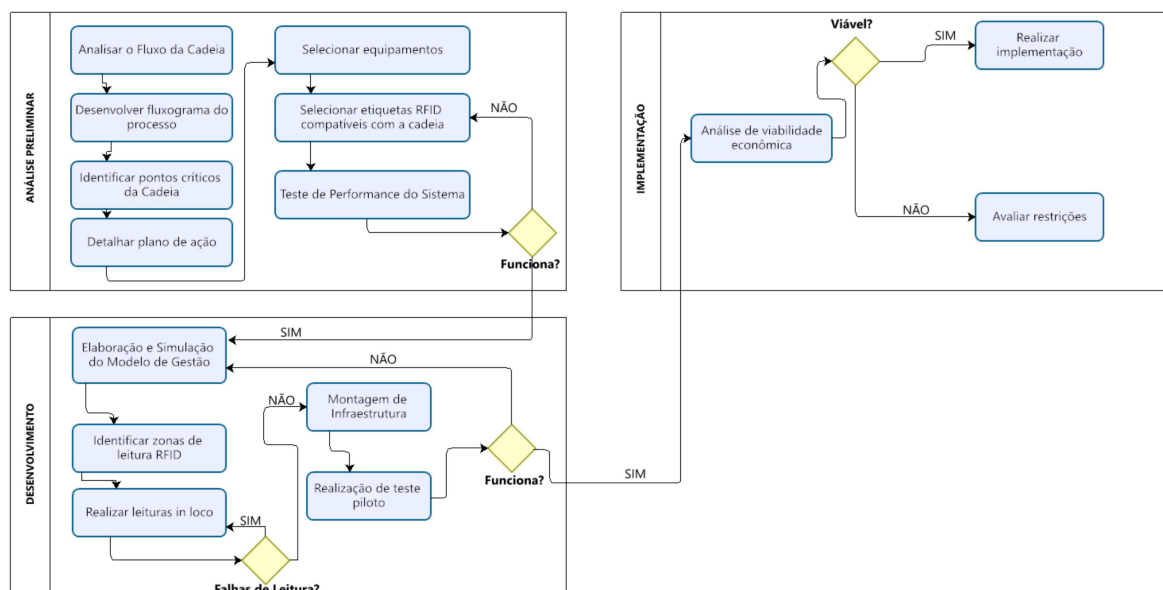 ANÁLISE PRELIMINAR
Analisar o Fluxo da Cadeia
Desenvolver fluxograma do
processo
Identificar pontos críticos
da Cadeia
Detalhar plano de ação
Selecionar equipamentos
Selecionar etiquetas RFID
compatíveis com a cadeia
Teste de Performance do Sistema
NÃO
Funciona?
SIM
DESENVOLVIMENTO
Elaboração e Simulação
do Modelo de Gestão
Identificar zonas de
leitura RFID
Realizar leituras in loco
SIM
Falhas de Leitura?
NÃO
Montagem de
Infraestrutura
Realização de teste
piloto
NÃO
Funciona?
SIM
IMPLEMENTAÇÃO
Análise de viabilidade
econômica
Viável?
SIM
Realizar
implementação
NÃO
Avaliar restrições